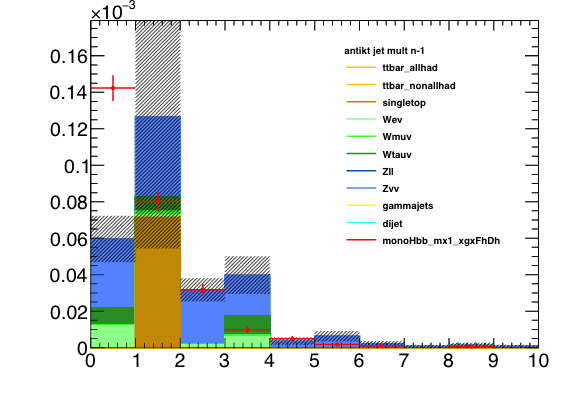 ×10⁻³
antikt jet mult n-1
ttbar_allhad
ttbar_nonallhad
singletop
Wev
Wmuv
Wtauv
Zll
Zvv
gammajets
dijet
monoHbb_mx1_xgxFhDh
0.16
0.14
0.12
0.1
0.08
0.06
0.04
0.02
0
0 1 2 3 4 5 6 7 8 9 10